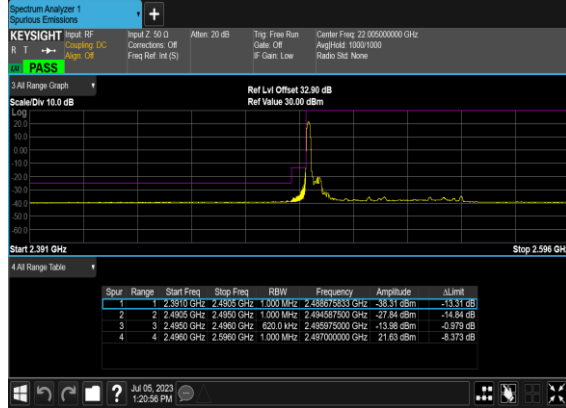 Spectrum Analyzer 1
Spurious Emissions
+
KEYSIGHT Input: RF Input Z: 50 Ω Atten: 20 dB Trig: Free Run Center Freq: 22.005000000 GHz
R T Coupling: DC Corrections: Off Gate: Off Avg|Hold: 1000/1000
Align: Off Freq Ref: Int (S) IF Gain: Low Radio Std: None
PASS
3 All Range Graph
Ref Lvl Offset 32.90 dB
Scale/Div 10.0 dB Ref Value 30.00 dBm
Log
20.0
10.0
0.00
-10.0
-20.0
-30.0
-40.0
-50.0
-60.0
Start 2.391 GHz Stop 2.596 GHz
4 All Range Table
Spur Range Start Freq Stop Freq RBW Frequency Amplitude ΔLimit
1 1 2.3910 GHz 2.4905 GHz 1.000 MHz 2.488675833 GHz -38.31 dBm -13.31 dB
2 2 2.4905 GHz 2.4950 GHz 1.000 MHz 2.494587500 GHz -27.84 dBm -14.84 dB
3 3 2.4950 GHz 2.4960 GHz 620.0 kHz 2.495975000 GHz -13.98 dBm -0.979 dB
4 4 2.4960 GHz 2.5960 GHz 1.000 MHz 2.497000000 GHz 21.63 dBm -8.373 dB
? Jul 05, 2023
1:20:56 PM